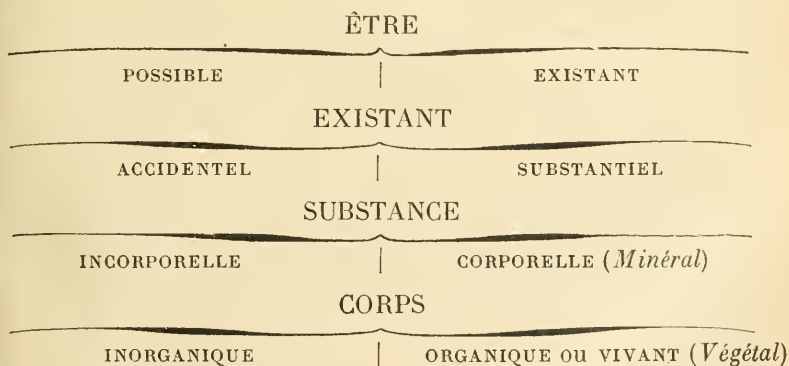 ÊTRE
POSSIBLE | EXISTANT
EXISTANT
ACCIDENTEL | SUBSTANTIEL
SUBSTANCE
INCORPORELLE | CORPORELLE (Minéral)
CORPS
INORGANIQUE | ORGANIQUE OU VIVANT (Végétal)